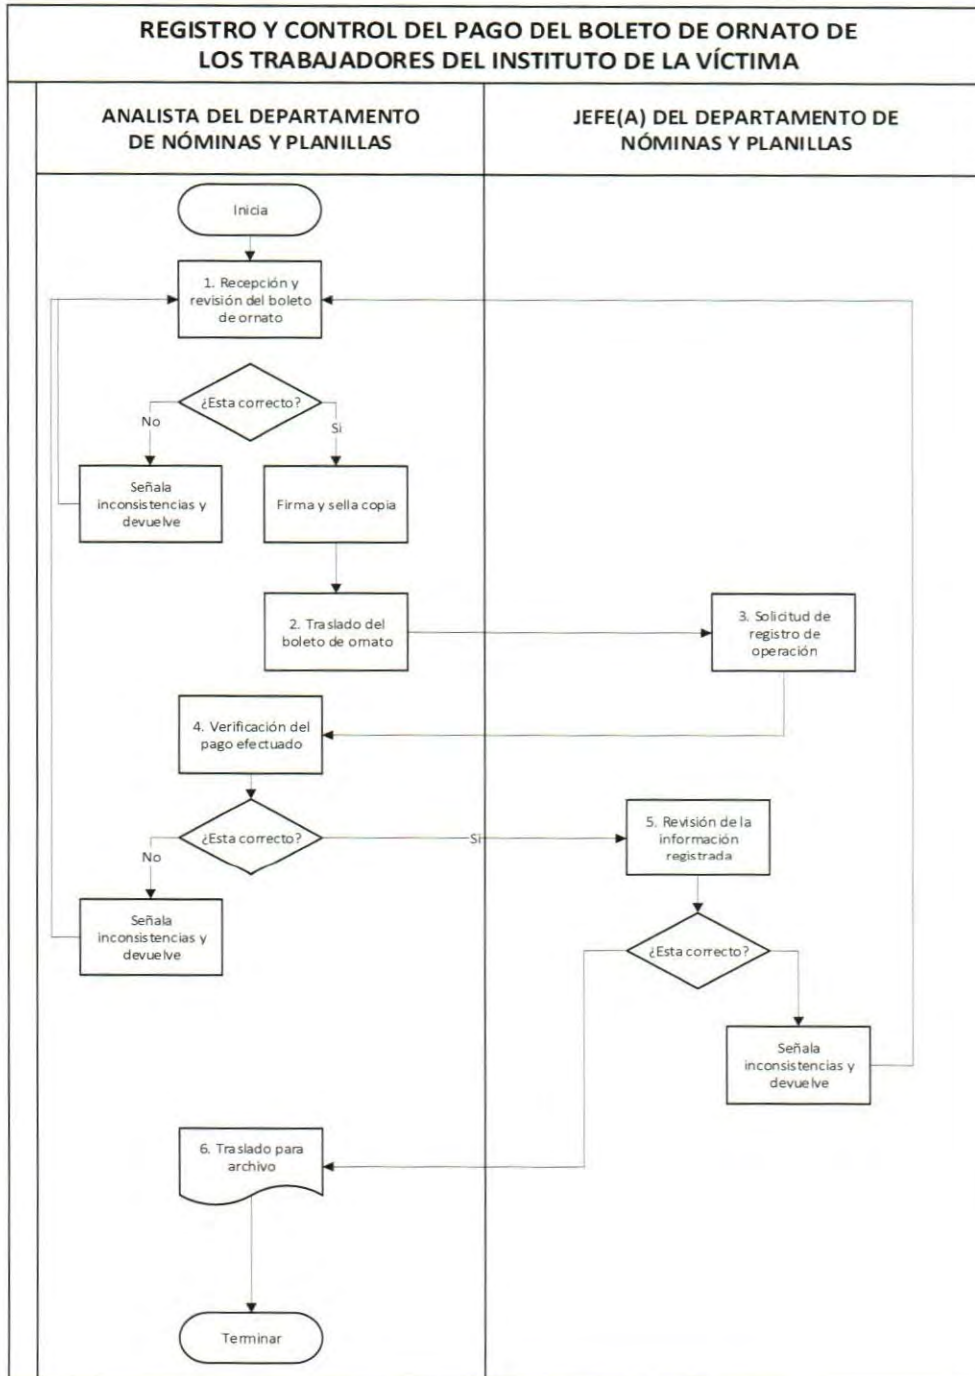 REGISTRO Y CONTROL DEL PAGO DEL BOLETO DE ORNATO DE
LOS TRABAJADORES DEL INSTITUTO DE LA VÍCTIMA
ANALISTA DEL DEPARTAMENTO
DE NÓMINAS Y PLANILLAS
JEFE(A) DEL DEPARTAMENTO DE
NÓMINAS Y PLANILLAS
Inicia
1. Recepción y
revisión del boleto
de ornato
¿Esta correcto?
No
Si
Señala
inconsistencias y
devuelve
Firma y sella copia
2. Traslado del
boleto de ornato
3. Solicitud de
registro de
operación
4. Verificación del
pago efectuado
¿Esta correcto?
No
Si
5. Revisión de la
información
registrada
Señala
inconsistencias y
devuelve
¿Esta correcto?
Señala
inconsistencias y
devuelve
6. Traslado para
archivo
Terminar